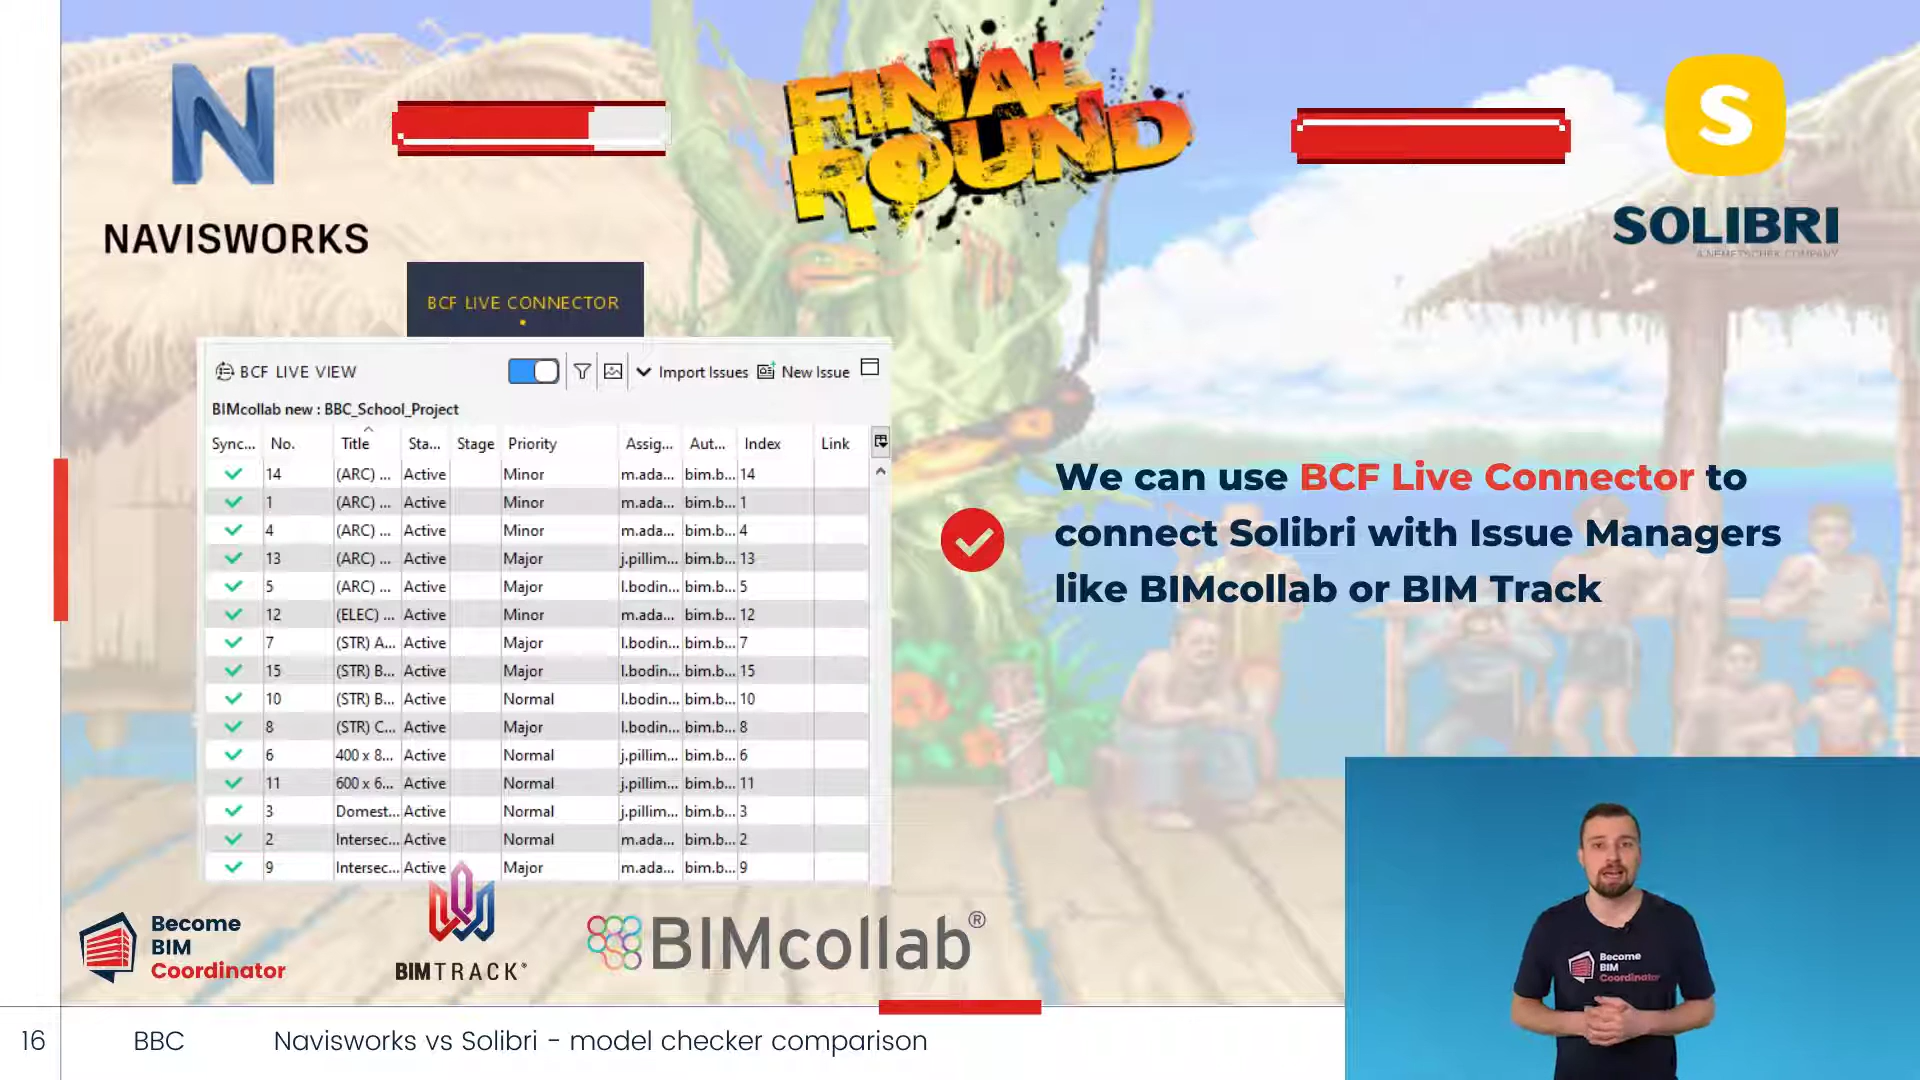 FINAL
ROUND
S
NAVISWORKS
SOLIBRI
A NEMETSCHEK COMPANY
BCF LIVE CONNECTOR
BCF LIVE VIEW
Import Issues
New Issue
BIMcollab new : BBC_School_Project
Sync... No. Title Sta... Stage Priority Assig... Aut... Index Link
14 (ARC) ... Active Minor m.ada... bim.b... 14
1 (ARC) ... Active Minor m.ada... bim.b... 1
4 (ARC) ... Active Minor m.ada... bim.b... 4
13 (ARC) ... Active Major j.pillim... bim.b... 13
5 (ARC) ... Active Major l.bodin... bim.b... 5
12 (ELEC) ... Active Minor m.ada... bim.b... 12
7 (STR) A... Active Major l.bodin... bim.b... 7
15 (STR) B... Active Major l.bodin... bim.b... 15
10 (STR) B... Active Normal l.bodin... bim.b... 10
8 (STR) C... Active Major l.bodin... bim.b... 8
6 400 x 8... Active Normal j.pillim... bim.b... 6
11 600 x 6... Active Normal j.pillim... bim.b... 11
3 Domest... Active Normal j.pillim... bim.b... 3
2 Intersec... Active Normal m.ada... bim.b... 2
9 Intersec... Active Major m.ada... bim.b... 9
We can use BCF Live Connector to
connect Solibri with Issue Managers
like BIMcollab or BIM Track
Become
BIM
Coordinator
BIMTRACK
BIMcollab®
Become
BIM
Coordinator
16 BBC Navisworks vs Solibri - model checker comparison